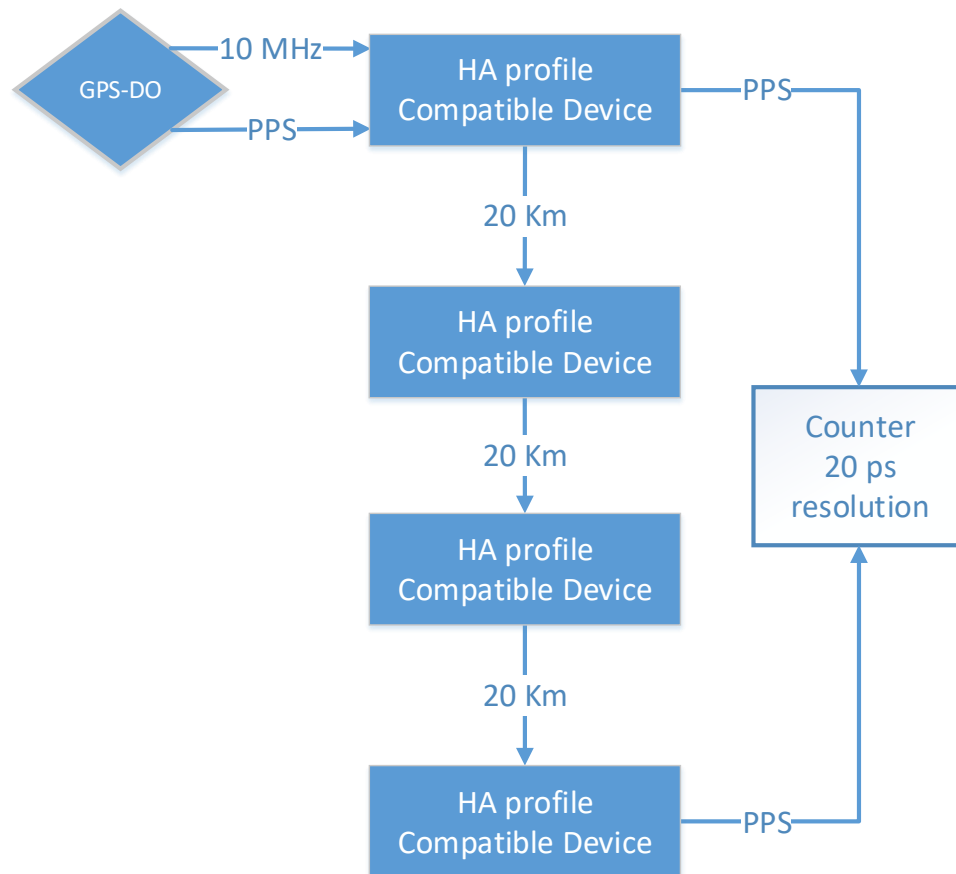 10 MHz
GPS-DO
PPS
HA profile
Compatible Device
PPS
20 Km
HA profile
Compatible Device
20 Km
Counter
20 ps
resolution
HA profile
Compatible Device
20 Km
HA profile
Compatible Device
PPS